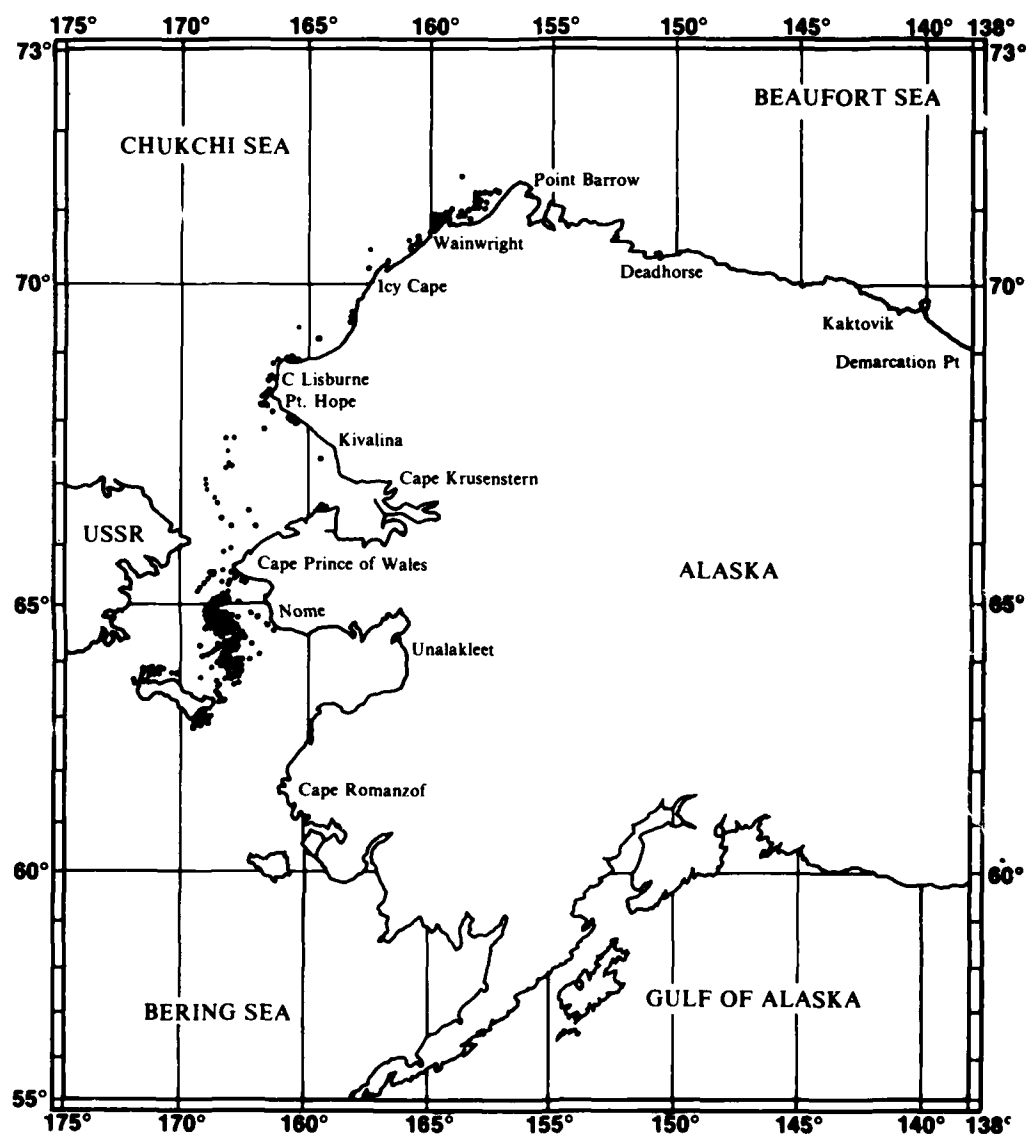 175° 170° 165° 160° 155° 150° 145° 140° 138°
73° 73°
BEAUFORT SEA
CHUKCHI SEA
Point Barrow
Wainwright
Deadhorse
70° Icy Cape 70°
Kaktovik
Demarcation Pt
C Lisburne
Pt. Hope
Kivalina
Cape Krusenstern
USSR
Cape Prince of Wales
ALASKA
65° Nome 65°
Unalakleet
Cape Romanzof
60° 60°
GULF OF ALASKA
BERING SEA
55° 55°
175° 170° 160° 165° 155° 150° 145° 140° 138°